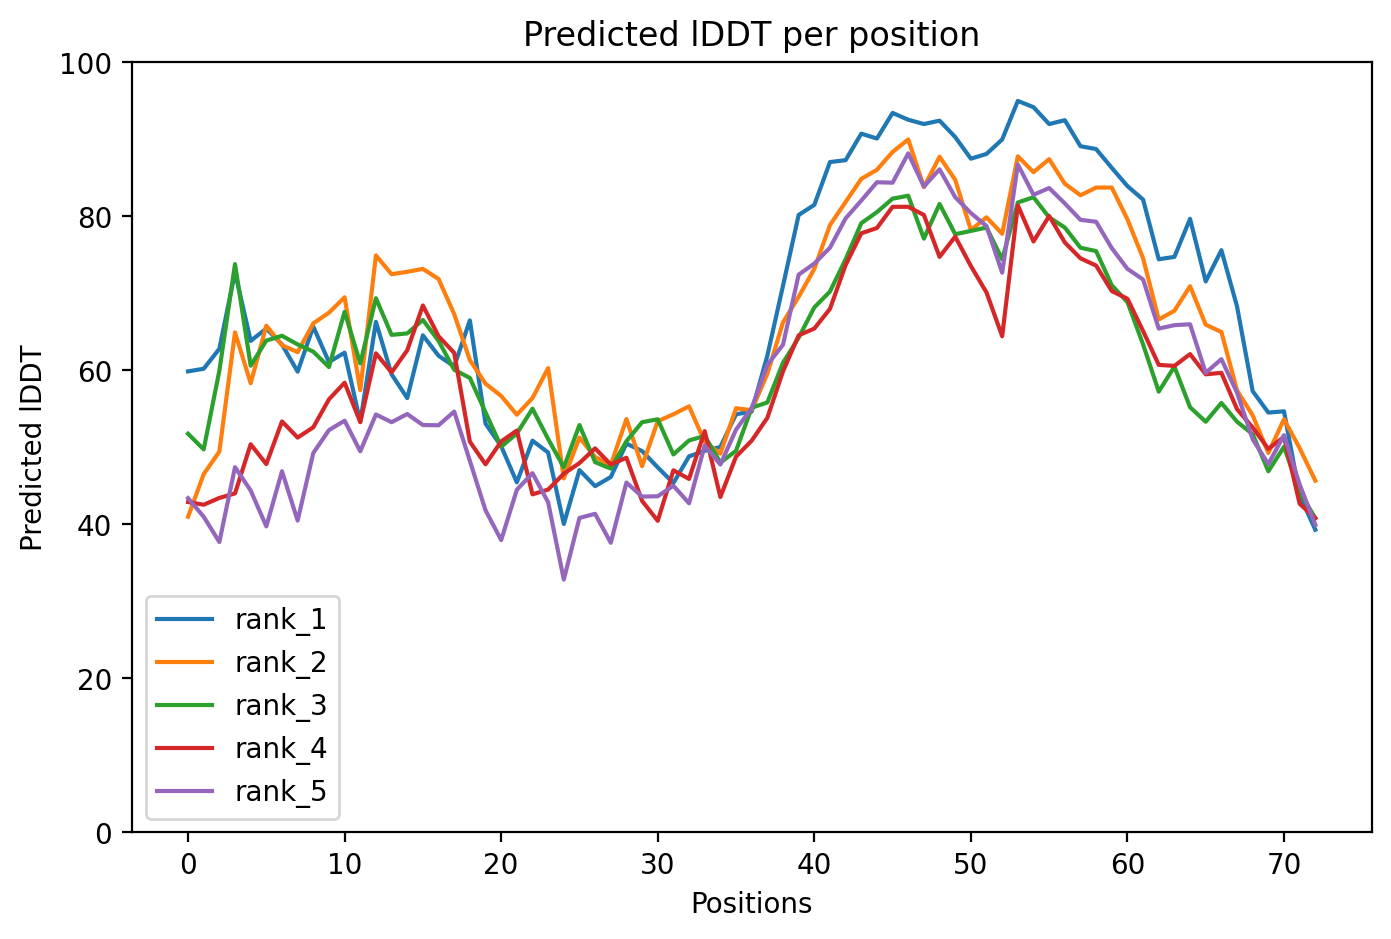 Predicted lDDT per position
100
80
60
40
20
0
Predicted lDDT
rank_1
rank_2
rank_3
rank_4
rank_5
0 10 20 30 40 50 60 70
Positions